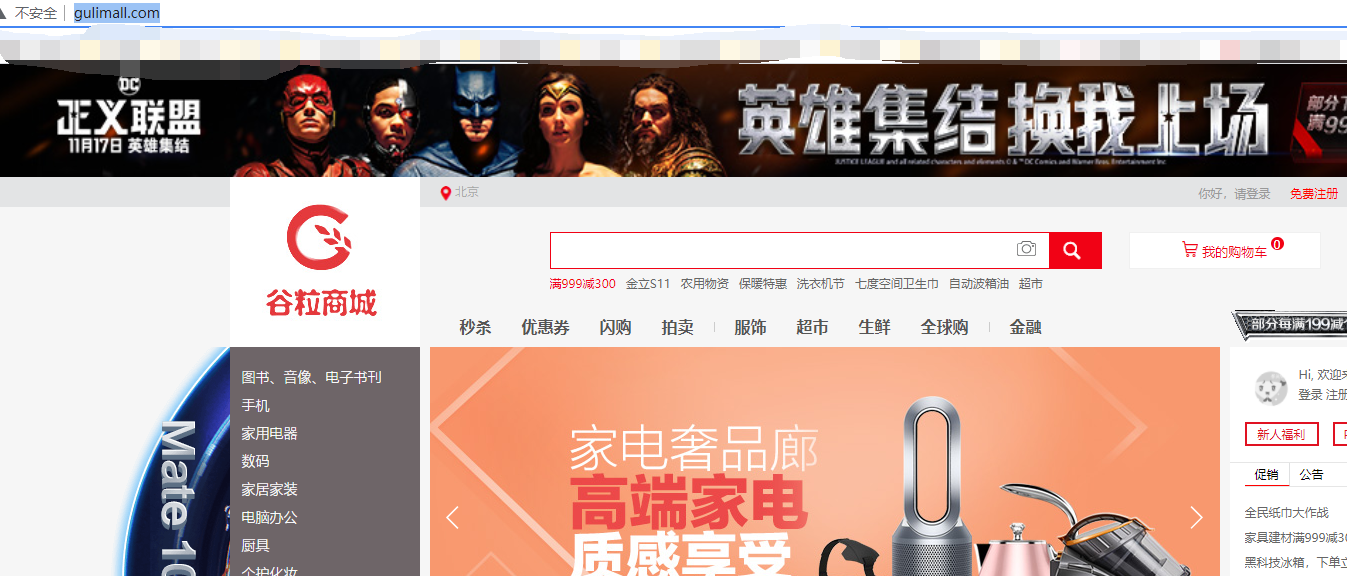 不安全 gulimall.com
DC
正义联盟
11月17日 英雄集结
英雄集结 换我上场
部分
满99
JUSTICE LEAGUE and all related characters and elements © & ™ DC Comics and Warner Bros. Entertainment Inc
北京
你好，请登录 免费注册
谷粒商城
我的购物车 0
满999减300 金立S11 农用物资 保暖特惠 洗衣机节 七度空间卫生巾 自动波箱油 超市
秒杀 优惠券 闪购 拍卖 服饰 超市 生鲜 全球购 金融
部分每满199减
图书、音像、电子书刊
手机
家用电器
数码
家居家装
电脑办公
厨具
个护化妆
Mate 10
家电奢品廊
高端家电
质感享受
Hi, 欢迎
登录 注册
新人福利
促销 公告
全民纸巾大作战
家具建材满999减30
黑科技冰箱，下单立